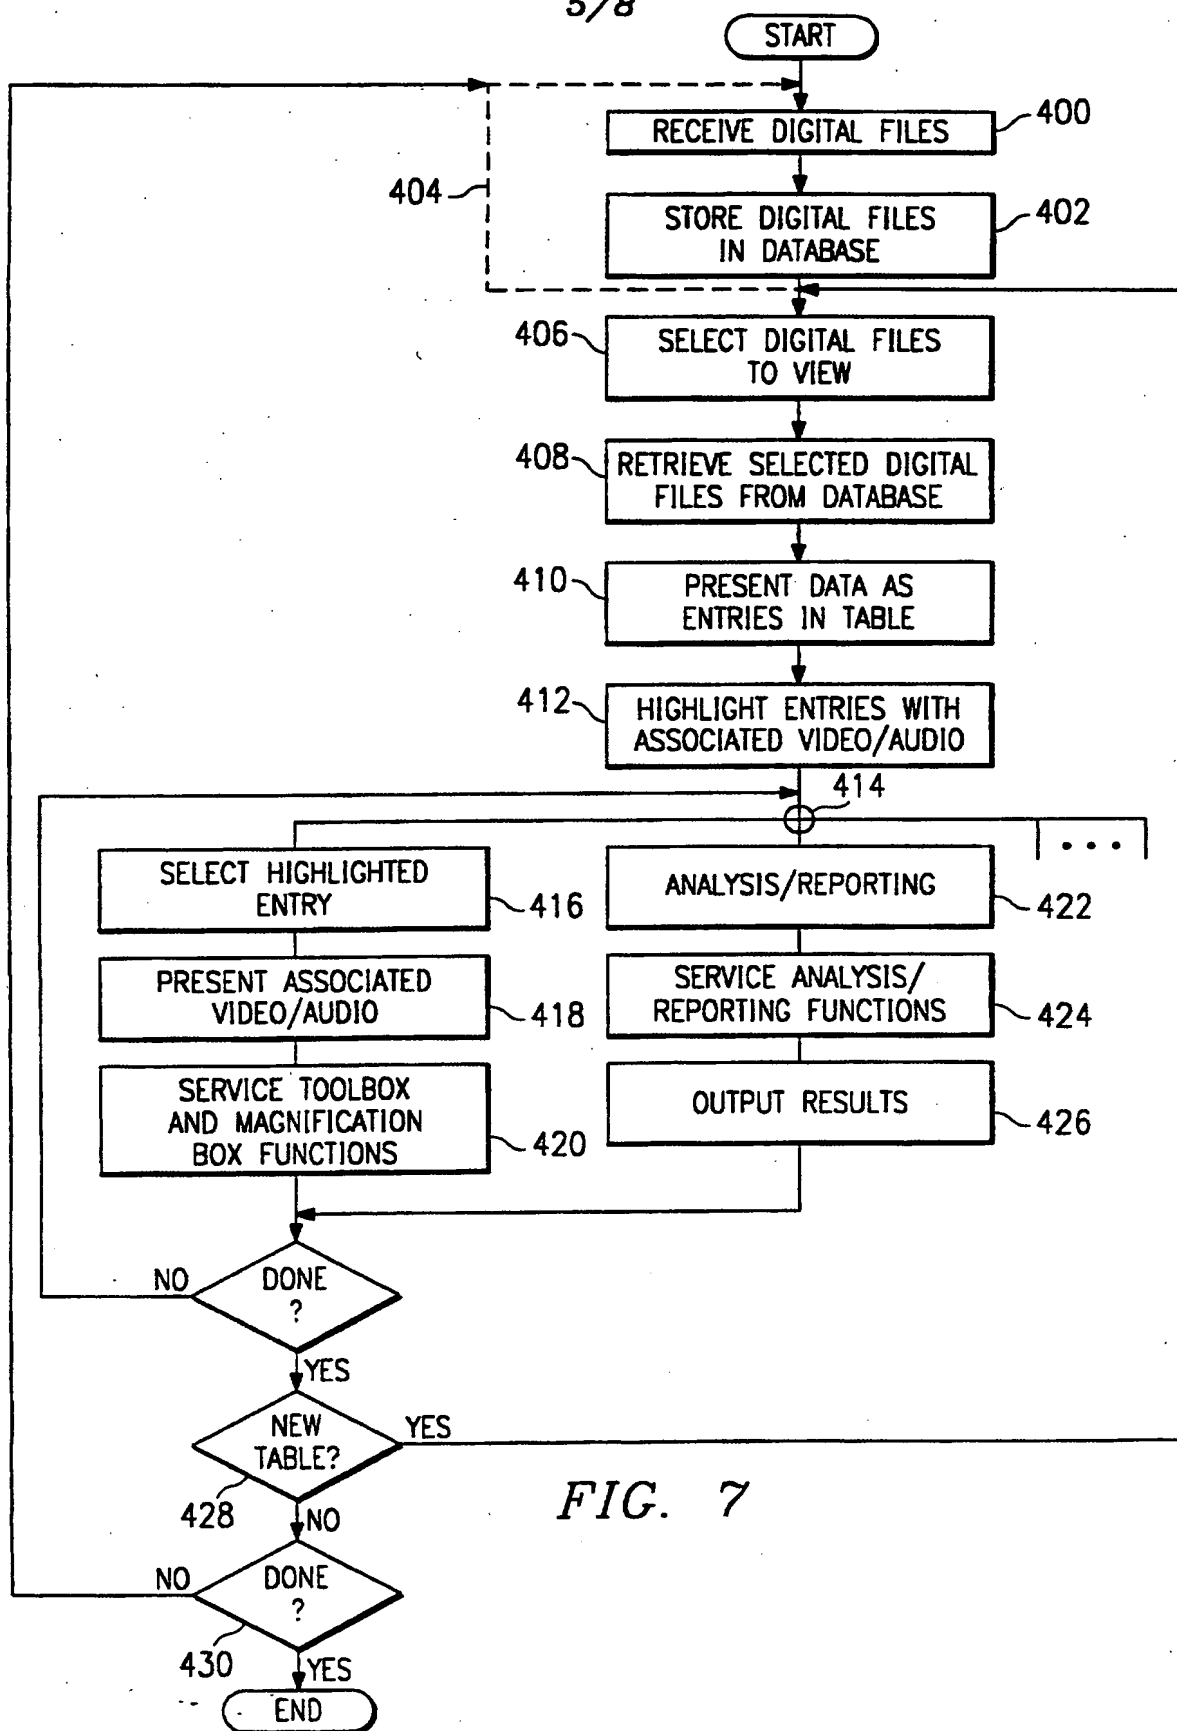 5/8
START
RECEIVE DIGITAL FILES
400
404
STORE DIGITAL FILES
IN DATABASE
402
406
SELECT DIGITAL FILES
TO VIEW
408
RETRIEVE SELECTED DIGITAL
FILES FROM DATABASE
410
PRESENT DATA AS
ENTRIES IN TABLE
412
HIGHLIGHT ENTRIES WITH
ASSOCIATED VIDEO/AUDIO
414
SELECT HIGHLIGHTED
ENTRY
416
ANALYSIS/REPORTING
422
...
PRESENT ASSOCIATED
VIDEO/AUDIO
418
SERVICE ANALYSIS/
REPORTING FUNCTIONS
424
SERVICE TOOLBOX
AND MAGNIFICATION
BOX FUNCTIONS
420
OUTPUT RESULTS
426
NO
DONE
?
YES
NEW
TABLE?
YES
428
NO
FIG. 7
NO
DONE
?
430
YES
END